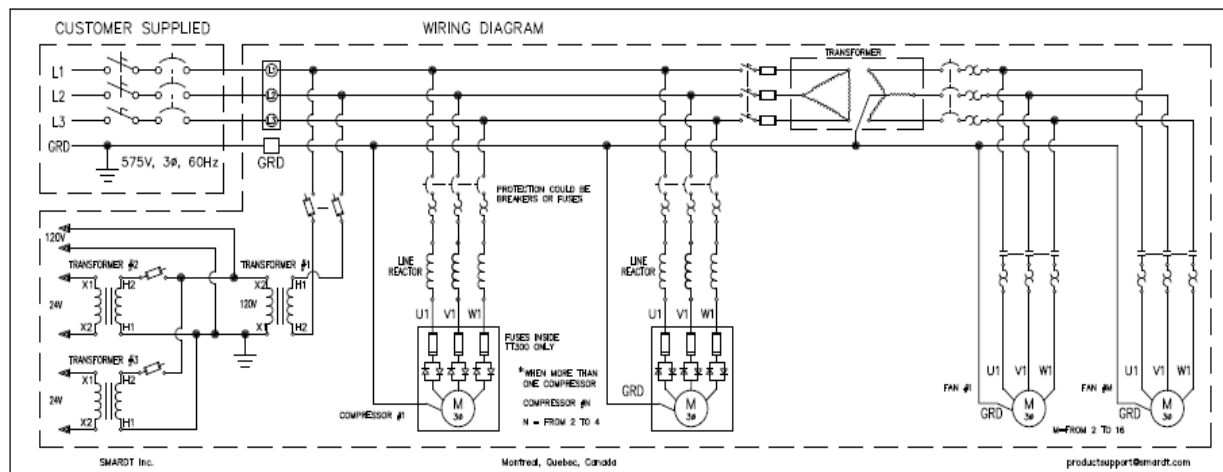 CUSTOMER SUPPLIED
WIRING DIAGRAM
TRANSFORMER
L1
L2
L3
GRD
L1
L2
L3
575V, 3ø, 60Hz
GRD
PROTECTION COULD BE
BREAKERS OR FUSES
120V
TRANSFORMER #2
TRANSFORMER #1
X1
H2
X2
H1
24V
120V
X2
H1
X1
H2
TRANSFORMER #3
X1
H2
24V
X2
H1
LINE
REACTOR
LINE
REACTOR
U1 V1 W1
U1 V1 W1
FUSES INSIDE
TT300 ONLY
*WHEN MORE THAN
ONE COMPRESSOR
COMPRESSOR #N
N = FROM 2 TO 4
COMPRESSOR #1
M
3ø
GRD
M
3ø
U1 V1 W1
U1 V1 W1
FAN #1
GRD
M
3ø
FAN #M
GRD
M
3ø
M=FROM 2 TO 16
SMARDT Inc.
Montreal, Quebec, Canada
productsupport@smardt.com